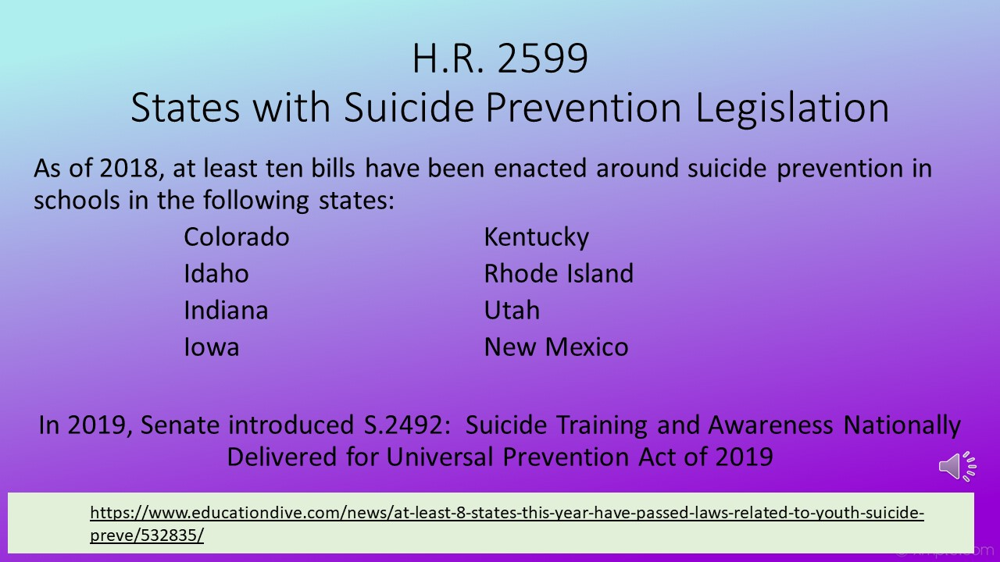 H.R. 2599
States with Suicide Prevention Legislation
As of 2018, at least ten bills have been enacted around suicide prevention in
schools in the following states:
Colorado Kentucky
Idaho Rhode Island
Indiana Utah
Iowa New Mexico
In 2019, Senate introduced S.2492: Suicide Training and Awareness Nationally
Delivered for Universal Prevention Act of 2019
https://www.educationdive.com/news/at-least-8-states-this-year-have-passed-laws-related-to-youth-suicide-
preve/532835/